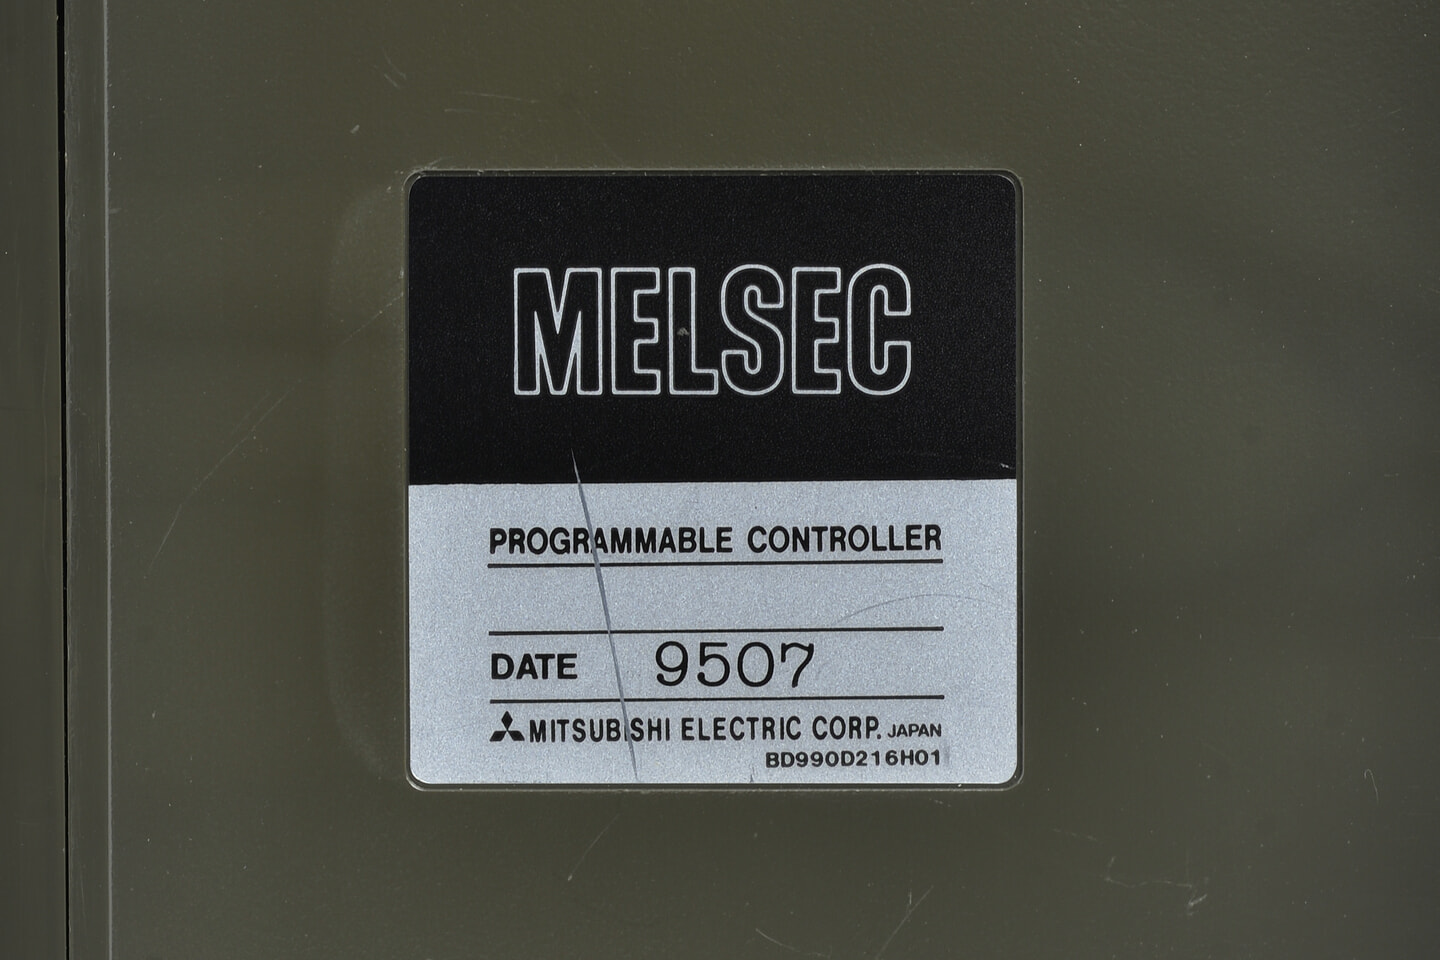 MELSEC
PROGRAMMABLE CONTROLLER
DATE 9507
MITSUBISHI ELECTRIC CORP. JAPAN
BD990D216H01